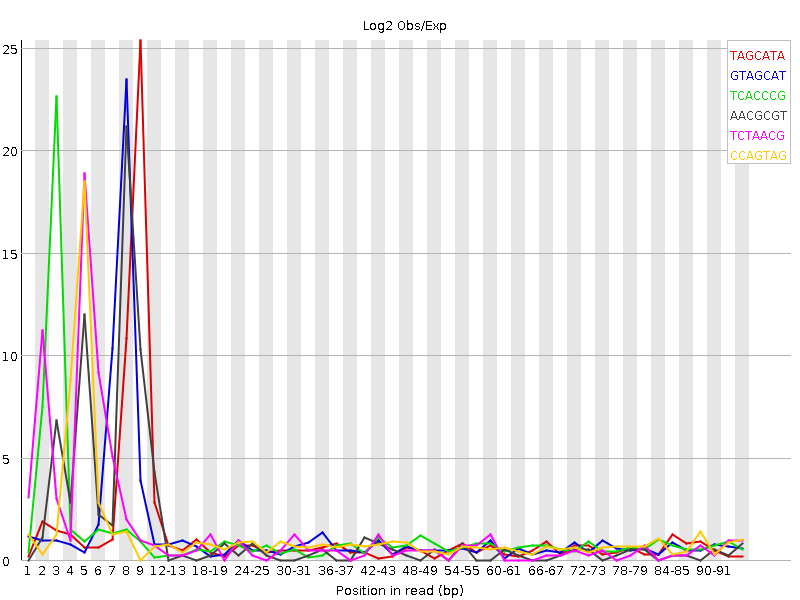 Log2 Obs/Exp
25
20
15
10
5
0
TAGCATA
GTAGCAT
TCACCCG
AACGCGT
TCTAACG
CCAGTAG
1 2 3 4 5 6 7 8 9 12-13 18-19 24-25 30-31 36-37 42-43 48-49 54-55 60-61 66-67 72-73 78-79 84-85 90-91
Position in read (bp)